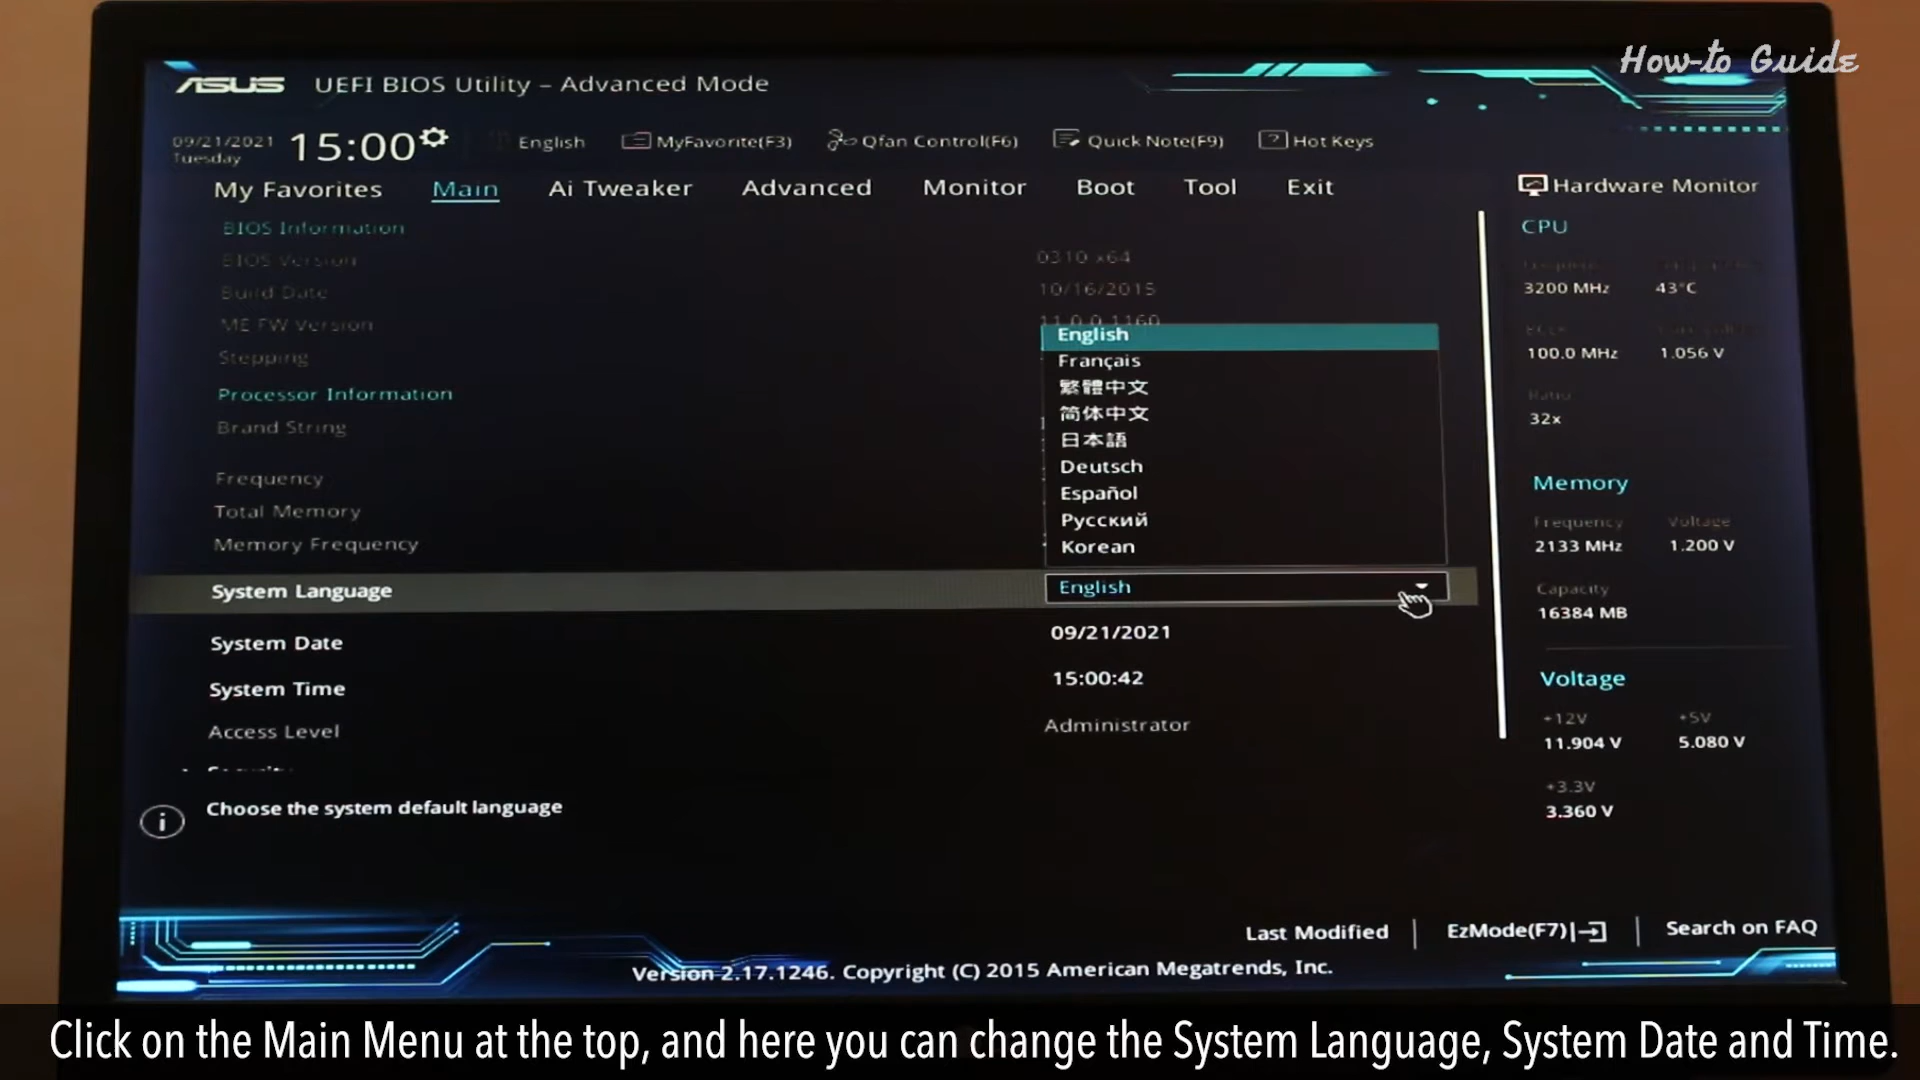 How-to Guide
ASUS UEFI BIOS Utility – Advanced Mode
09/21/2021
Tuesday
15:00
English MyFavorite(F3) Qfan Control(F6) Quick Note(F9) ? Hot Keys
My Favorites Main Ai Tweaker Advanced Monitor Boot Tool Exit
Hardware Monitor
BIOS Information
BIOS Version 0310 x64
Build Date 10/16/2015
ME FW Version 11.0.0.1160
Stepping
Processor Information
Brand String
Frequency
Total Memory
Memory Frequency
English
Français
繁體中文
简体中文
日本語
Deutsch
Español
Русский
Korean
System Language English
System Date 09/21/2021
System Time 15:00:42
Access Level Administrator
Security
i Choose the system default language
CPU
3200 MHz 43°C
100.0 MHz 1.056 V
Ratio
32x
Memory
Frequency Voltage
2133 MHz 1.200 V
Capacity
16384 MB
Voltage
+12V +5V
11.904 V 5.080 V
+3.3V
3.360 V
Last Modified EzMode(F7) Search on FAQ
Version 2.17.1246. Copyright (C) 2015 American Megatrends, Inc.
Click on the Main Menu at the top, and here you can change the System Language, System Date and Time.